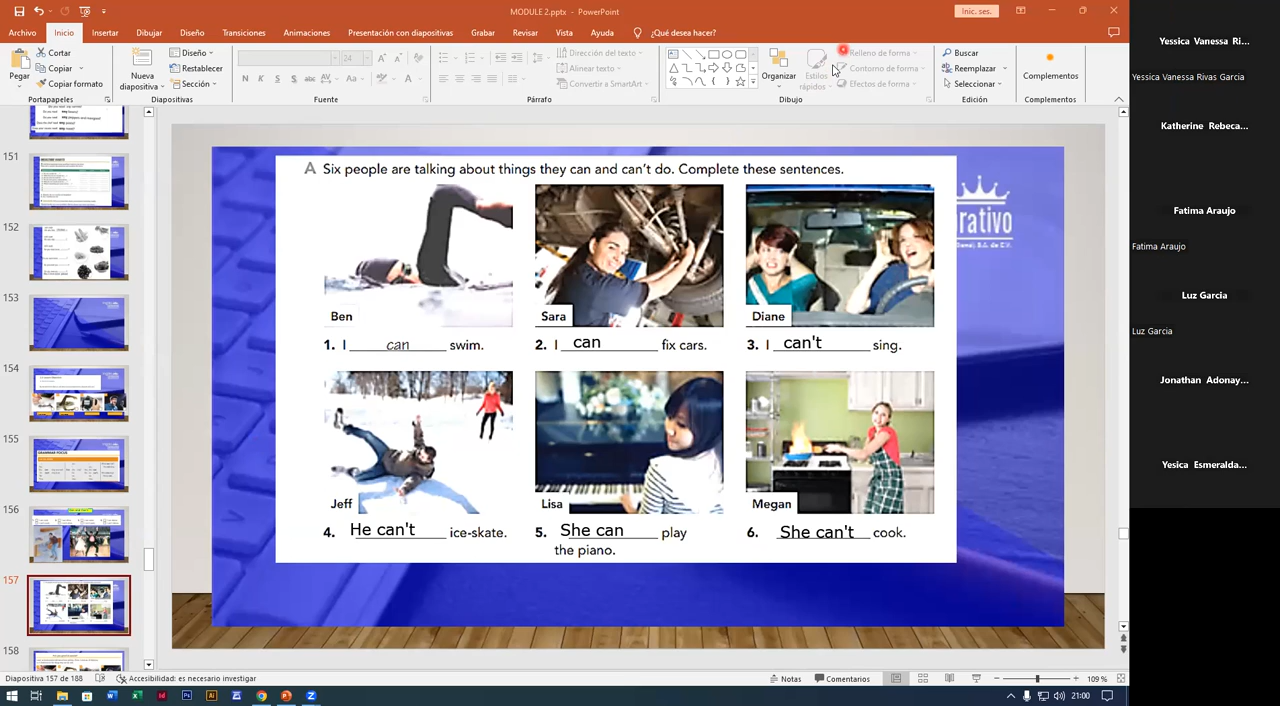 MODULE 2.pptx - PowerPoint
Inic. ses.
Archivo Inicio Insertar Dibujar Diseño Transiciones Animaciones Presentación con diapositivas Grabar Revisar Vista Ayuda ¿Qué desea hacer?
Pegar
Cortar
Copiar
Copiar formato
Portapapeles
Nueva diapositiva
Diseño
Restablecer
Sección
Diapositivas
24
N K S S abc AV Aa
Fuente
Dirección del texto
Alinear texto
Convertir a SmartArt
Párrafo
Organizar
Estilos rápidos
Relleno de forma
Contorno de forma
Efectos de forma
Dibujo
Buscar
Reemplazar
Seleccionar
Edición
Complementos
Complementos
151
152
153
154
155
GRAMMAR FOCUS
156
157
158
x people are talking about things they can and can't do. Complete these sentences.
rativo
Ben
1. I can swim.
Sara
2. I can fix cars.
Diane
3. I can't sing.
Jeff
4. He can't ice-skate.
Lisa
5. She can play
the piano.
Megan
6. She can't cook.
Yessica Vanessa Ri...
Yessica Vanessa Rivas Garcia
Katherine Rebeca...
Fatima Araujo
Fatima Araujo
Luz Garcia
Luz Garcia
Jonathan Adonay...
Yesica Esmeralda...
Diapositiva 157 de 188
Accesibilidad: es necesario investigar
Notas
Comentarios
109 %
21:00